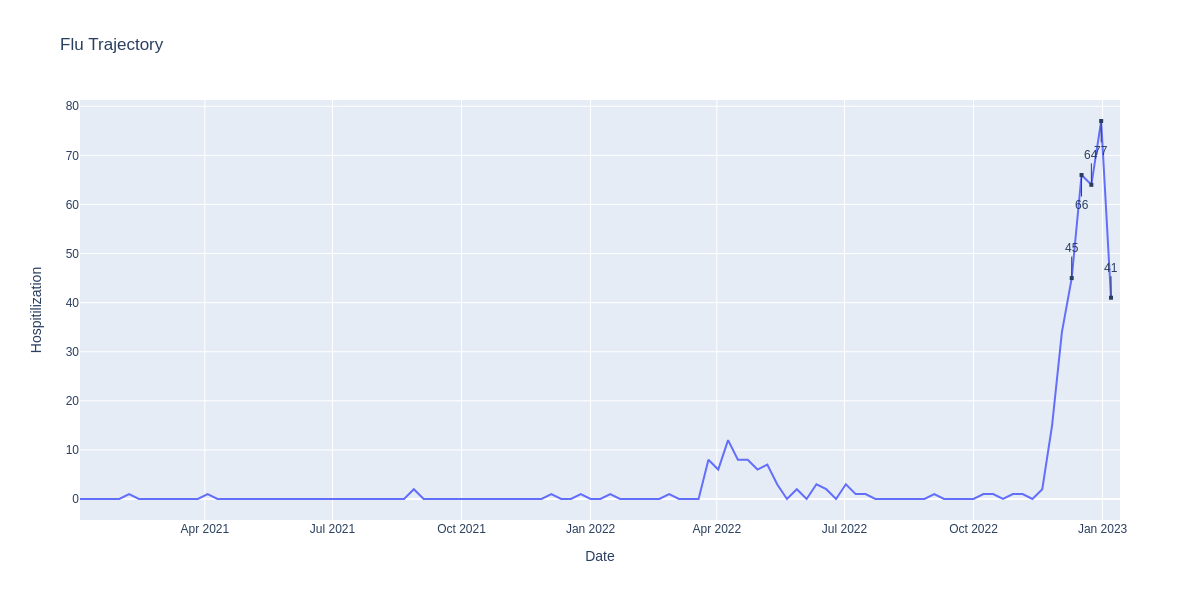 Flu Trajectory
80
70
60
50
40
30
20
10
0
Hospitilization
45
66
64
77
41
Apr 2021
Jul 2021
Oct 2021
Jan 2022
Apr 2022
Jul 2022
Oct 2022
Jan 2023
Date